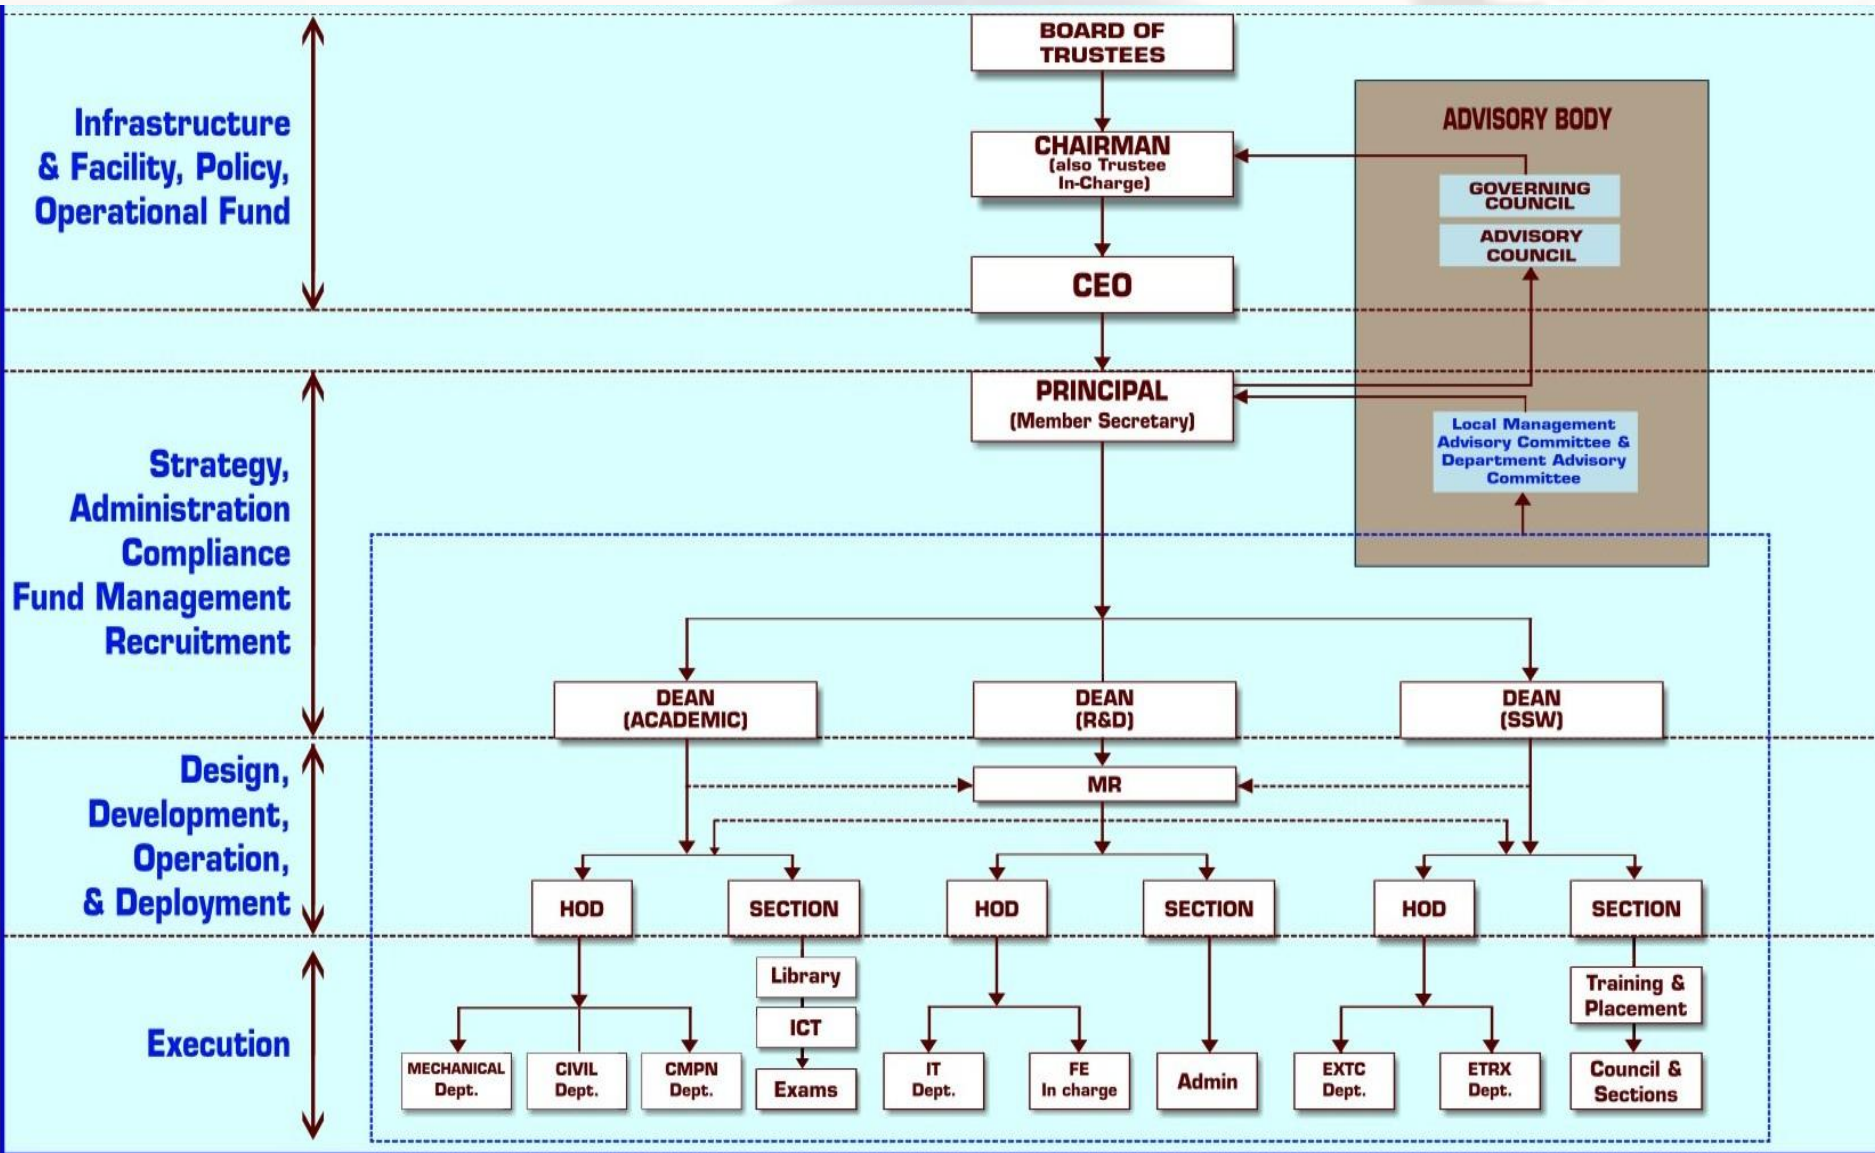 BOARD OF
TRUSTEES
Infrastructure
& Facility, Policy,
Operational Fund
CHAIRMAN
(also Trustee
In-Charge)
CEO
ADVISORY BODY
GOVERNING
COUNCIL
ADVISORY
COUNCIL
Strategy,
Administration
Compliance
Fund Management
Recruitment
PRINCIPAL
(Member Secretary)
Local Management
Advisory Committee &
Department Advisory
Committee
DEAN
(ACADEMIC)
DEAN
(R&D)
DEAN
(SSW)
Design,
Development,
Operation,
& Deployment
MR
HOD
SECTION
HOD
SECTION
HOD
SECTION
Execution
MECHANICAL
Dept.
CIVIL
Dept.
CMPN
Dept.
Library
ICT
Exams
IT
Dept.
FE
In charge
Admin
EXTC
Dept.
ETRX
Dept.
Training &
Placement
Council &
Sections